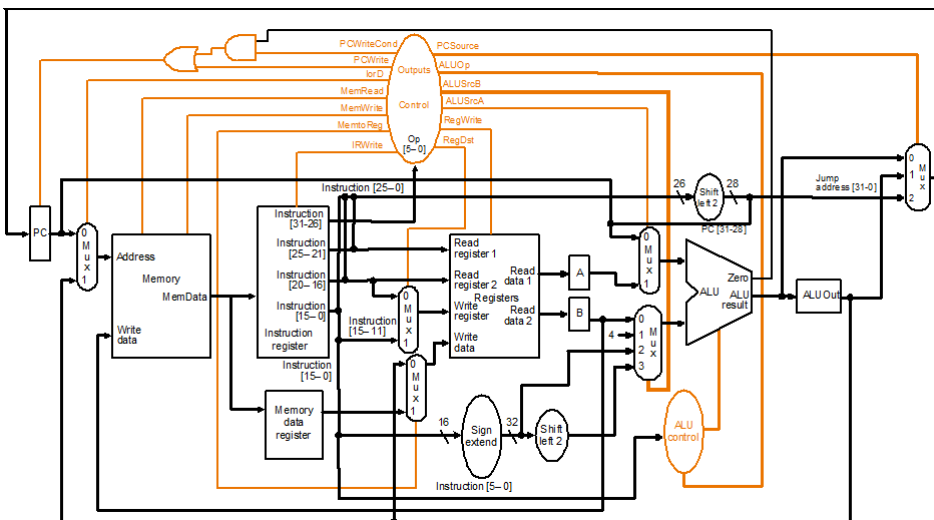 PCWriteCond
PCWrite
IorD
MemRead
MemWrite
MemtoReg
IRWrite
Outputs
Control
Op
[5–0]
PCSource
ALUOp
ALUSrcB
ALUSrcA
RegWrite
RegDst
Instruction [25–0]
26
Shift
left 2
28
Jump
address [31-0]
PC [31-28]
0
1
2
M
u
x
PC
0
M
u
x
1
Address
Memory
MemData
Write
data
Instruction
[31-26]
Instruction
[25–21]
Instruction
[20–16]
Instruction
[15–0]
Instruction
register
Instruction
[15–0]
Instruction
[15–11]
Memory
data
register
0
M
u
x
1
0
M
u
x
1
Read
register 1
Read
register 2
Write
register
Write
data
Registers
Read
data 1
Read
data 2
A
B
0
M
u
x
1
4
0
1
2
3
M
u
x
ALU
Zero
ALU
result
ALUOut
16
Sign
extend
32
Shift
left 2
ALU
control
Instruction [5–0]